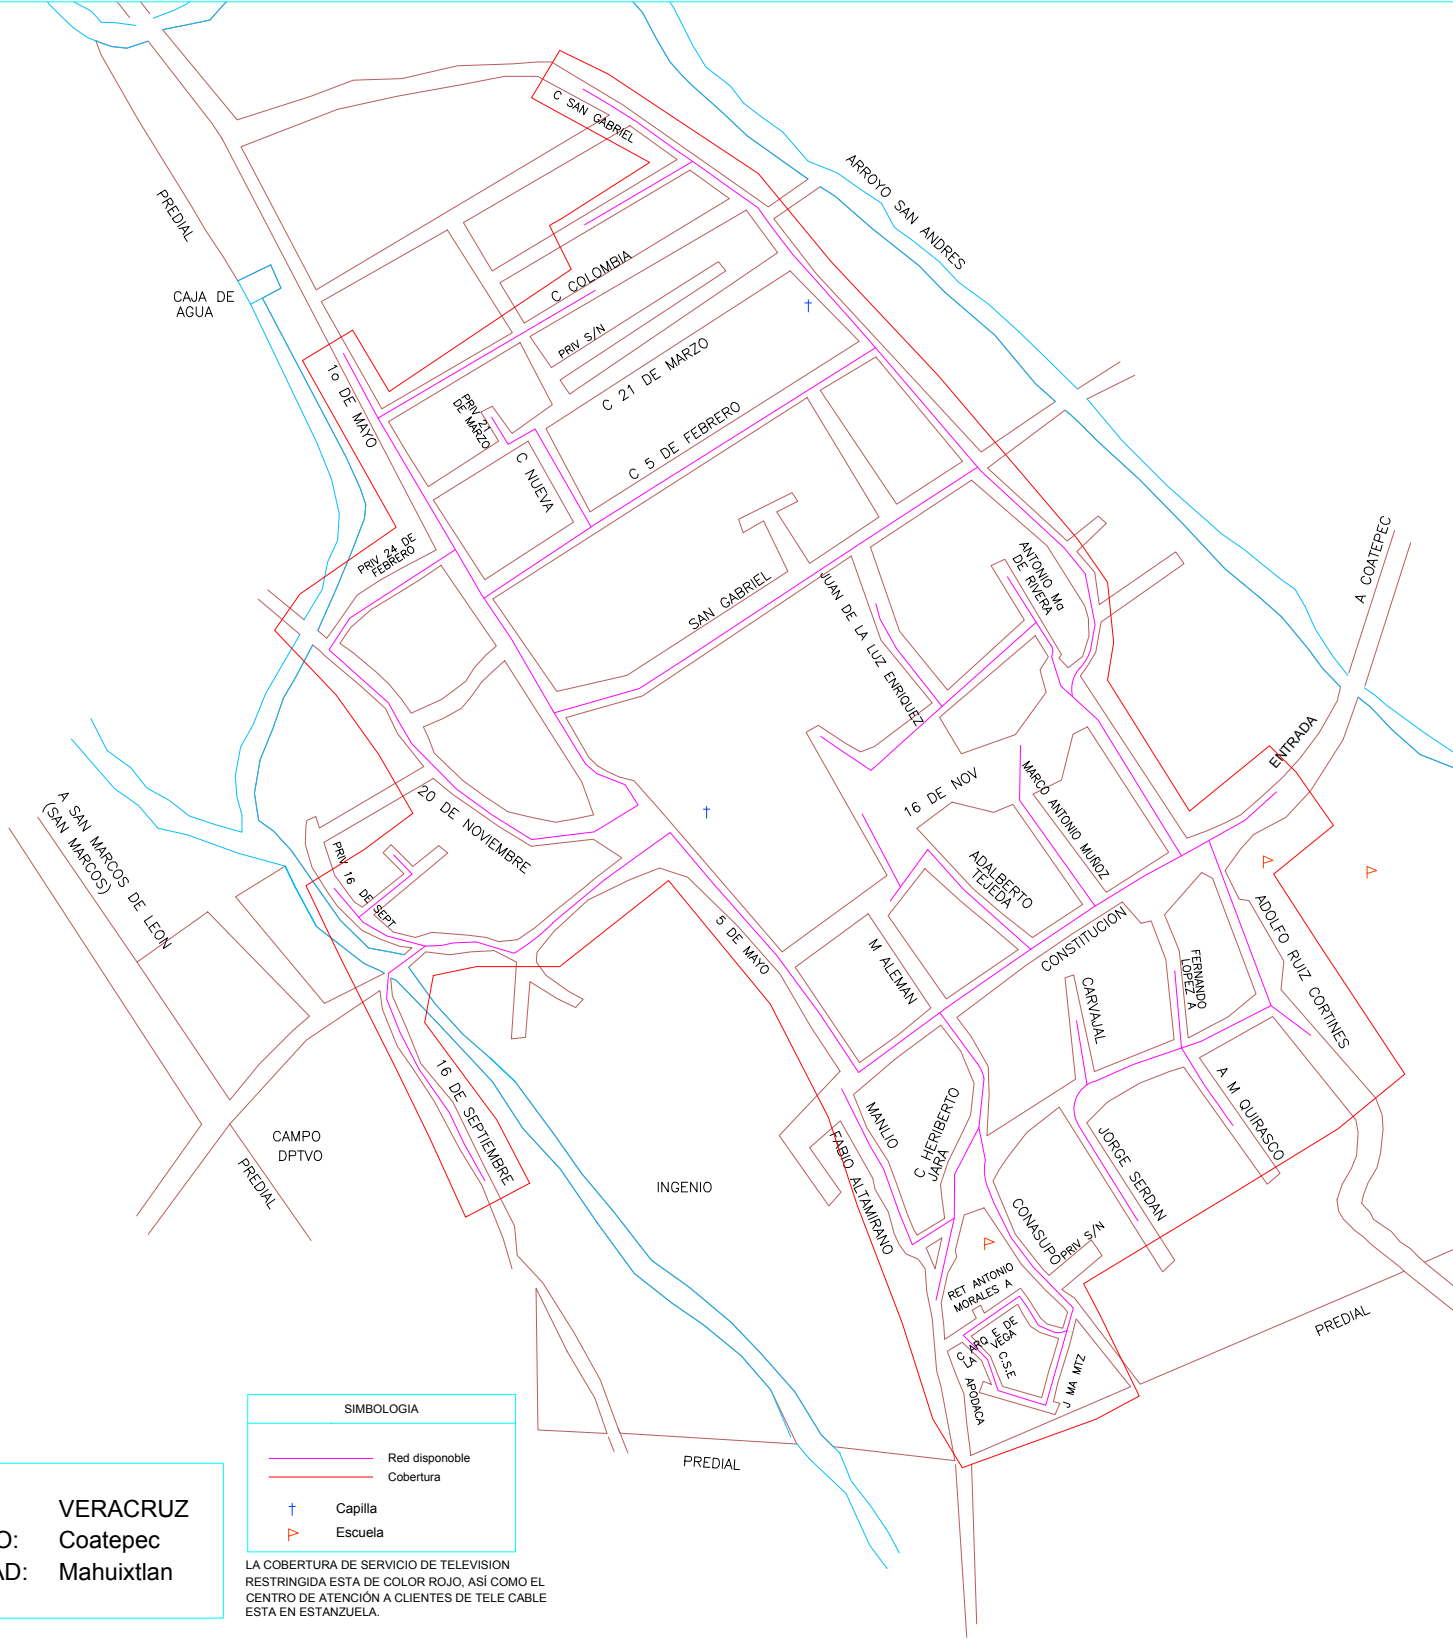 C SAN GABRIEL
ARROYO SAN ANDRES
PREDIAL
CAJA DE
AGUA
C COLOMBIA
PRIV S/N
C 21 DE MARZO
1o DE MAYO
PRIV 21
DE MARZO
C 5 DE FEBRERO
C NUEVA
PRIV 24 DE
FEBRERO
A COATEPEC
ANTONIO Ma
DE RIVERA
SAN GABRIEL
JUAN DE LA LUZ ENRIQUEZ
ENTRADA
16 DE NOV
MARCO ANTONIO MUÑOZ
20 DE NOVIEMBRE
A SAN MARCOS DE LEON
(SAN MARCOS)
PRIV 16 DE SEPT
ADALBERTO
TEJEDA
5 DE MAYO
M ALEMAN
CONSTITUCION
ADOLFO RUIZ CORTINES
FERNANDO
LOPEZ A
CARVAJAL
16 DE SEPTIEMBRE
A M QUIRASCO
MANLIO
FABIO ALTAMIRANO
C HERIBERTO
JARA
JORGE SERDAN
CAMPO
DPTVO
PREDIAL
INGENIO
CONASUPO
PRIV S/N
RET ANTONIO
MORALES A
C ARQ E DE
LA VEGA
C.S.E
APODACA
J MA MTZ
PREDIAL
PREDIAL
SIMBOLOGIA
Red disponoble
Cobertura
Capilla
Escuela
VERACRUZ
O: Coatepec
AD: Mahuixtlan
LA COBERTURA DE SERVICIO DE TELEVISION
RESTRINGIDA ESTA DE COLOR ROJO, ASÍ COMO EL
CENTRO DE ATENCIÓN A CLIENTES DE TELE CABLE
ESTA EN ESTANZUELA.